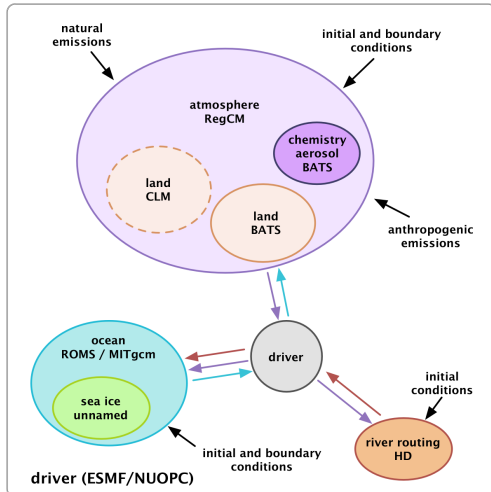 natural
emissions
initial and boundary
conditions
atmosphere
RegCM
chemistry
aerosol
BATS
land
CLM
land
BATS
anthropogenic
emissions
ocean
ROMS / MITgcm
driver
sea ice
unnamed
initial
conditions
river routing
HD
initial and boundary
conditions
driver (ESMF/NUOPC)